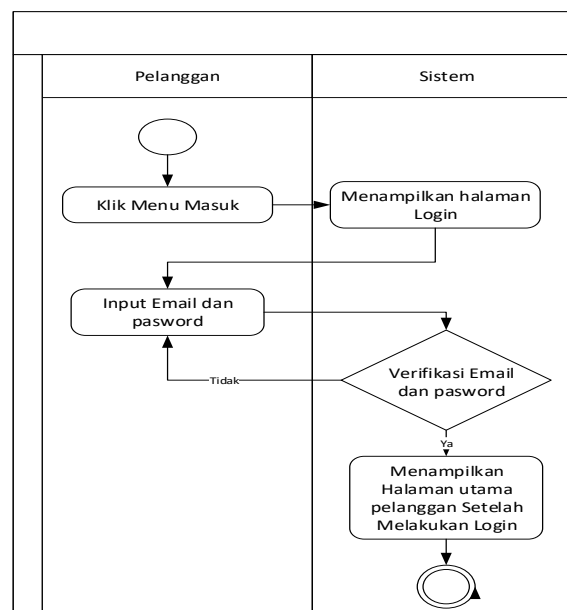 Pelanggan
Sistem
Klik Menu Masuk
Menampilkan halaman
Login
Input Email dan
pasword
Verifikasi Email
dan pasword
Tidak
Ya
Menampilkan
Halaman utama
pelanggan Setelah
Melakukan Login